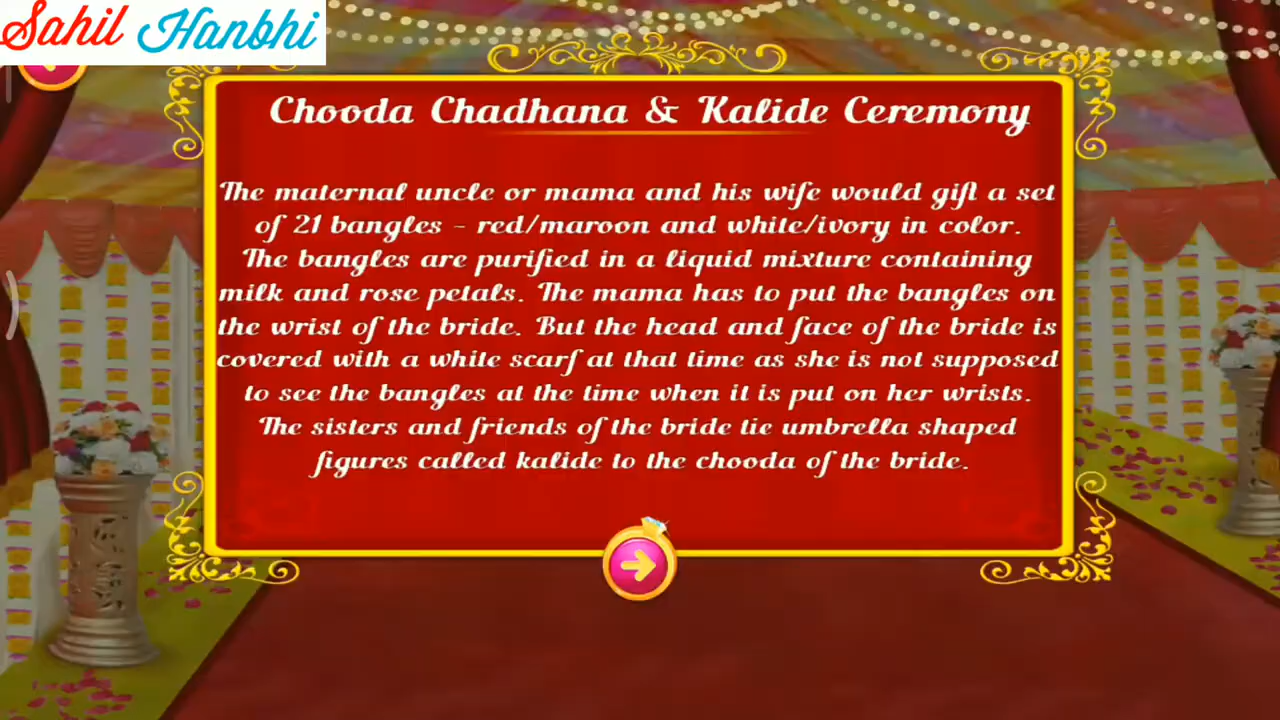 Sahil Hanbhi
Chooda Chadhana & Kalide Ceremony
The maternal uncle or mama and his wife would gift a set
of 21 bangles - red/maroon and white/ivory in color.
The bangles are purified in a liquid mixture containing
milk and rose petals. The mama has to put the bangles on
the wrist of the bride. But the head and face of the bride is
covered with a white scarf at that time as she is not supposed
to see the bangles at the time when it is put on her wrists.
The sisters and friends of the bride tie umbrella shaped
figures called kalide to the chooda of the bride.